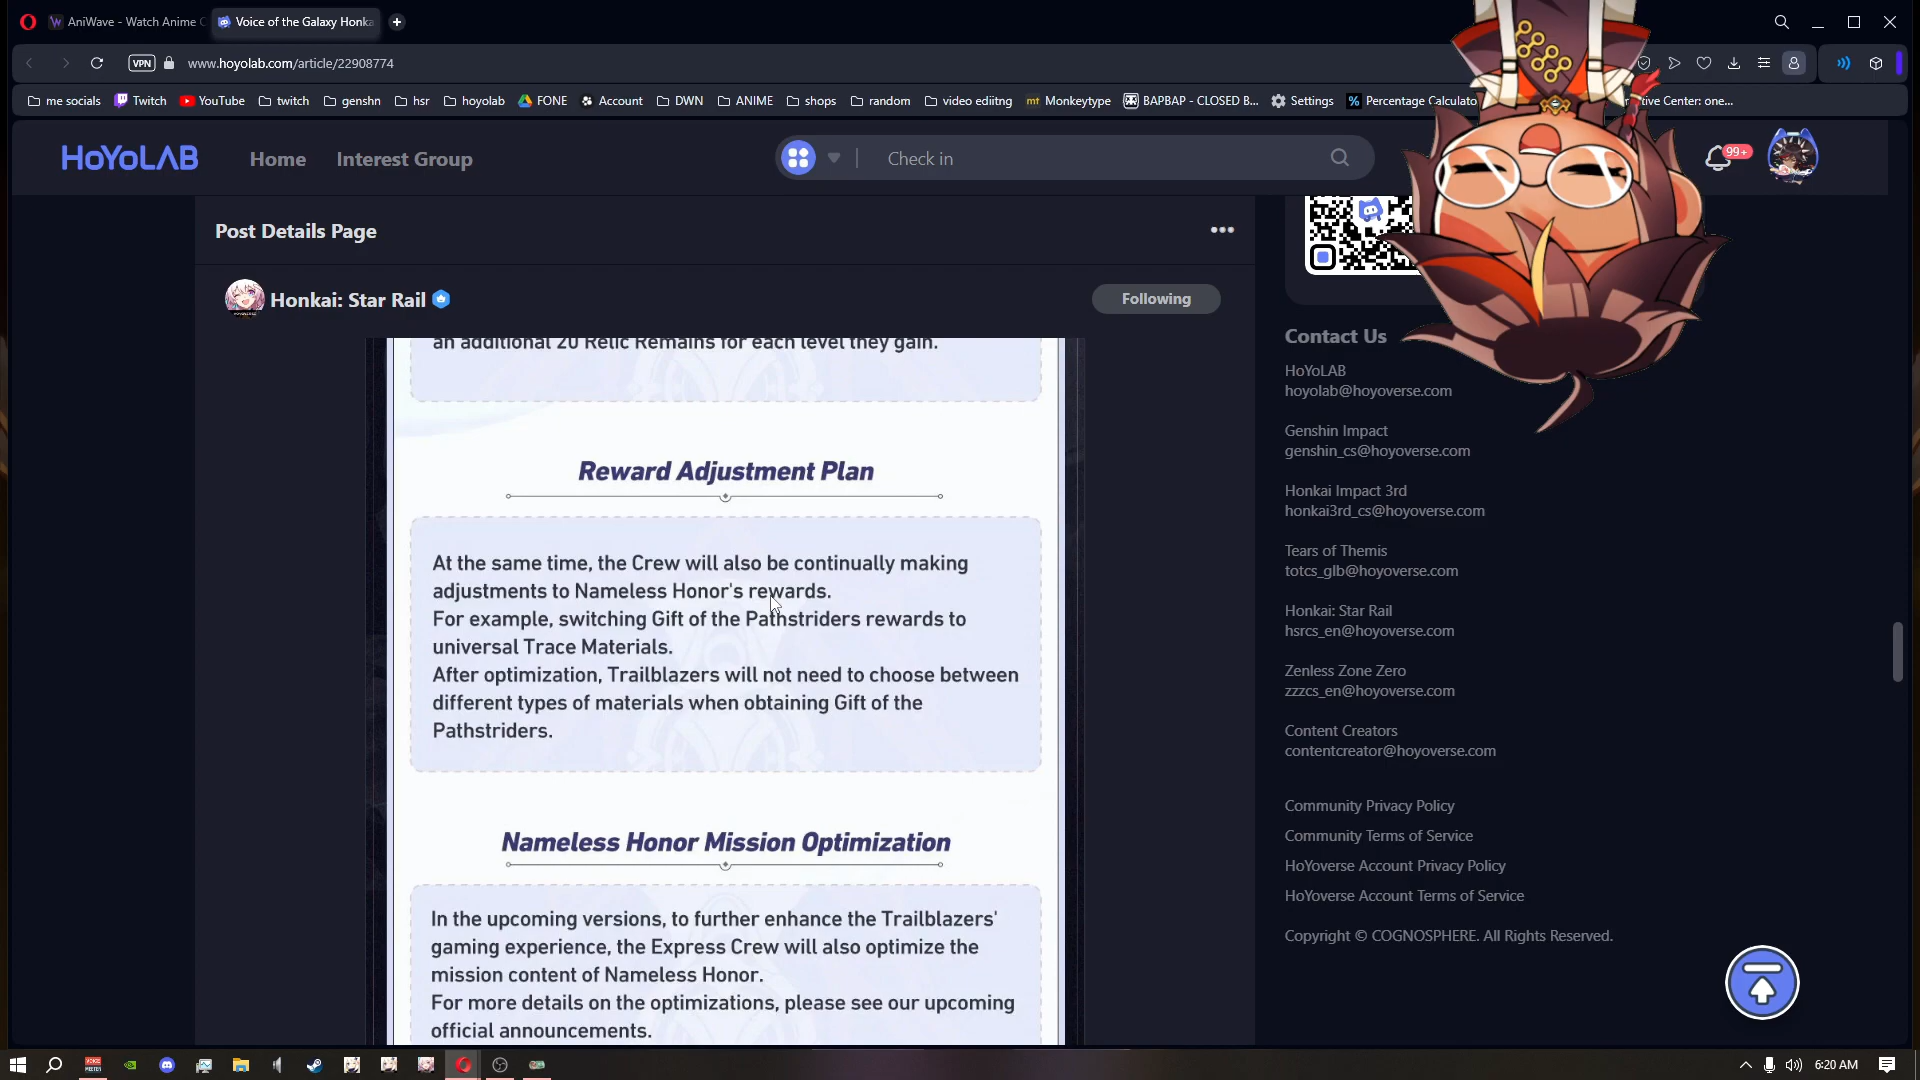 AniWave - Watch Anime
Voice of the Galaxy Honka
VPN
www.hoyolab.com/article/22908774
me socials
Twitch
YouTube
twitch
genshn
hsr
hoyolab
FONE
Account
DWN
ANIME
shops
random
video ediitng
mt Monkeytype
BAPBAP - CLOSED B...
Settings
% Percentage Calculato
tive Center: one...
HoYoLAB
Home
Interest Group
Check in
99+
Post Details Page
Honkai: Star Rail
Following
an additional 20 Relic Remains for each level they gain.
Reward Adjustment Plan
At the same time, the Crew will also be continually making
adjustments to Nameless Honor's rewards.
For example, switching Gift of the Pathstriders rewards to
universal Trace Materials.
After optimization, Trailblazers will not need to choose between
different types of materials when obtaining Gift of the
Pathstriders.
Nameless Honor Mission Optimization
In the upcoming versions, to further enhance the Trailblazers'
gaming experience, the Express Crew will also optimize the
mission content of Nameless Honor.
For more details on the optimizations, please see our upcoming
official announcements.
Contact Us
HoYoLAB
hoyolab@hoyoverse.com
Genshin Impact
genshin_cs@hoyoverse.com
Honkai Impact 3rd
honkai3rd_cs@hoyoverse.com
Tears of Themis
totcs_glb@hoyoverse.com
Honkai: Star Rail
hsrcs_en@hoyoverse.com
Zenless Zone Zero
zzzcs_en@hoyoverse.com
Content Creators
contentcreator@hoyoverse.com
Community Privacy Policy
Community Terms of Service
HoYoverse Account Privacy Policy
HoYoverse Account Terms of Service
Copyright © COGNOSPHERE. All Rights Reserved.
6:20 AM